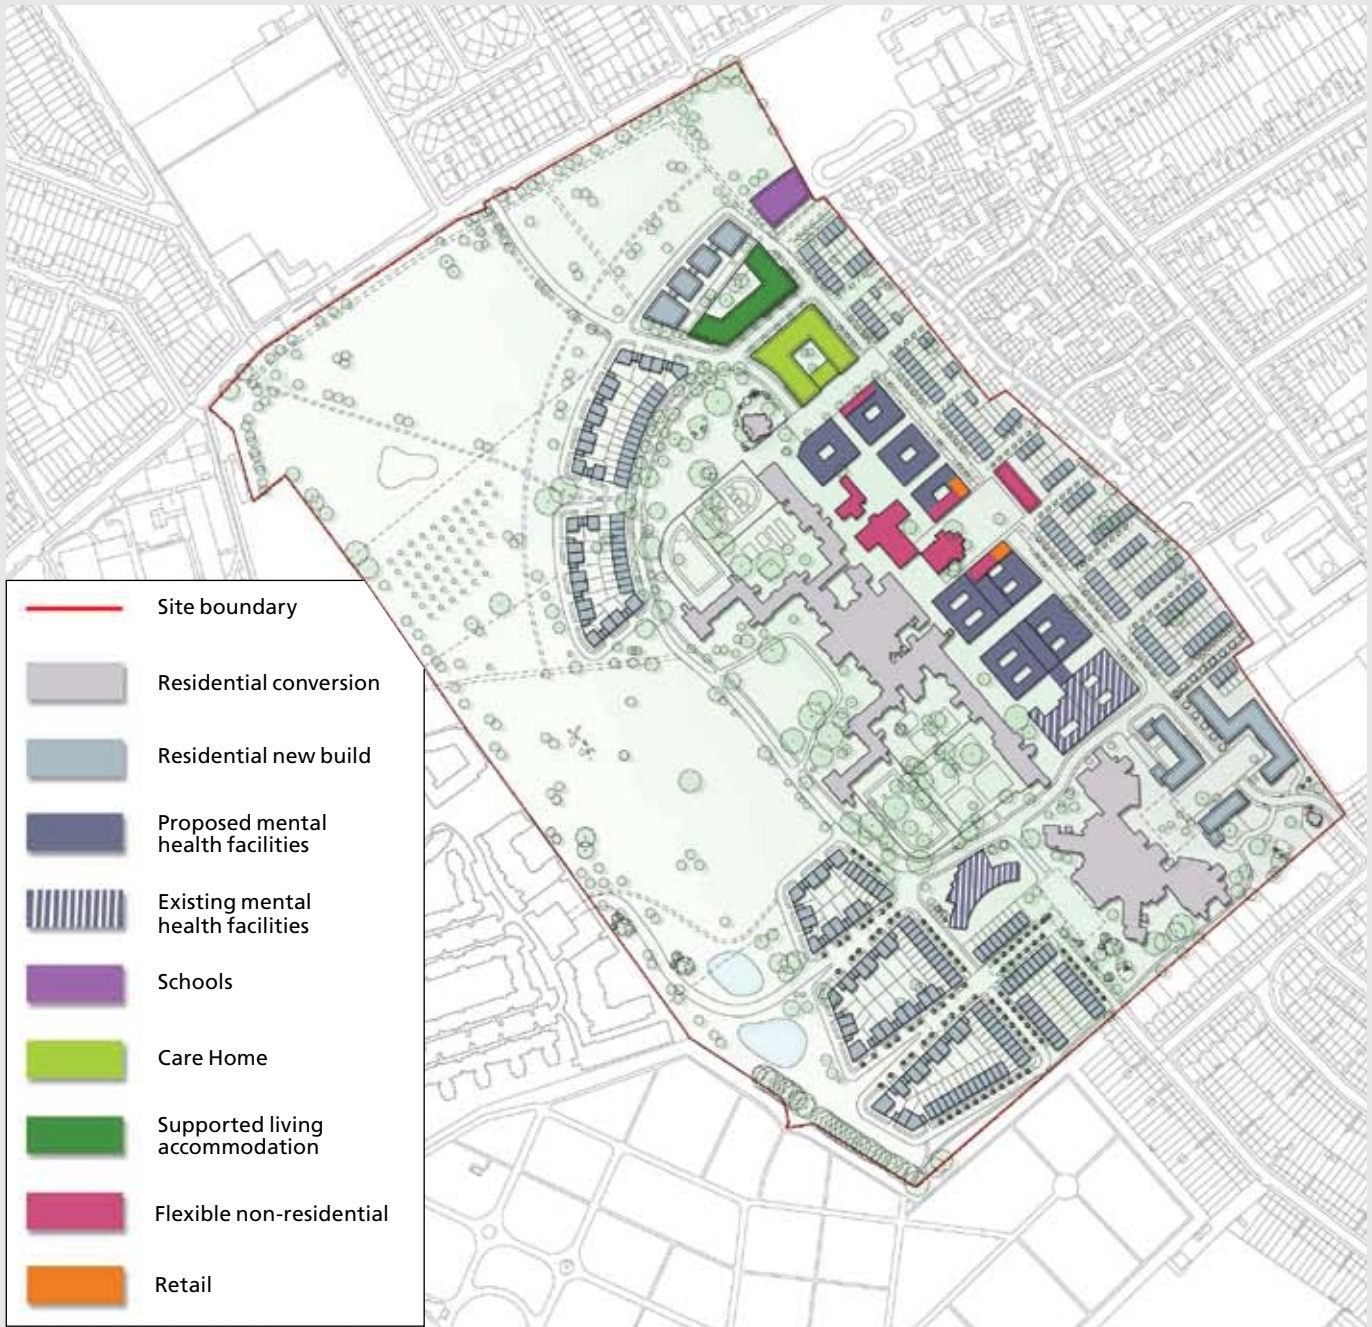 Site boundary
Residential conversion
Residential new build
Proposed mental
health facilities
Existing mental
health facilities
Schools
Care Home
Supported living
accommodation
Flexible non-residential
Retail